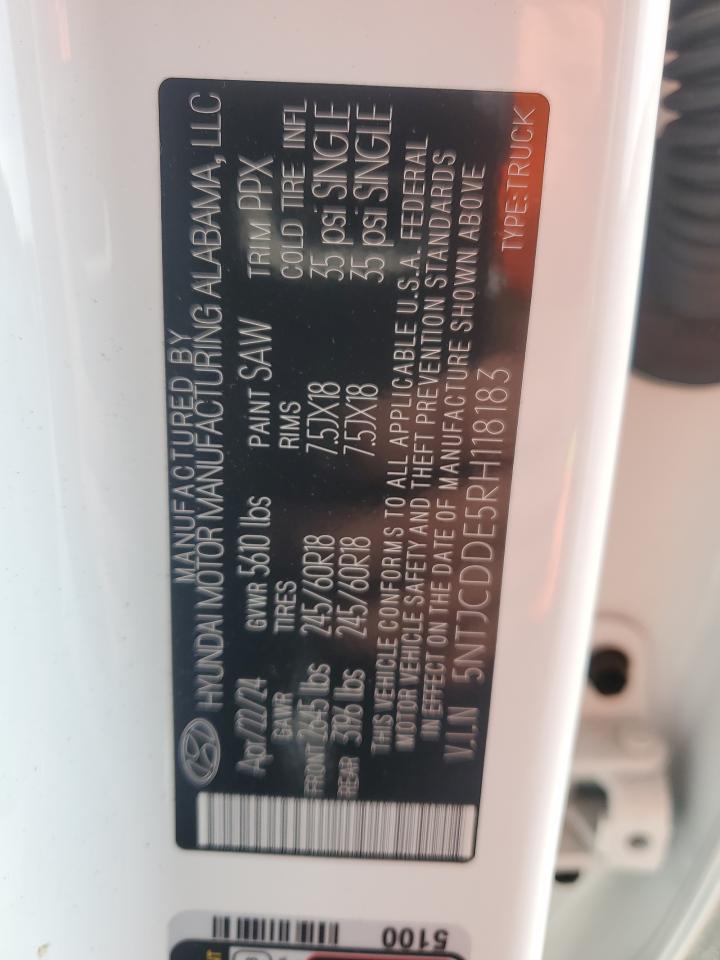 MANUFACTURED BY
HYUNDAI MOTOR MANUFACTURING ALABAMA, LLC
Apr/22/24 GVWR 5610 lbs PAINT SAW TRIM PPX
GAWR TIRES RIMS COLD TIRE INFL
FRONT 2645 lbs 245/60R18 7.5JX18 35 psi SINGLE
REAR 3196 lbs 245/60R18 7.5JX18 35 psi SINGLE
THIS VEHICLE CONFORMS TO ALL APPLICABLE U.S.A. FEDERAL
MOTOR VEHICLE SAFETY AND THEFT PREVENTION STANDARDS
IN EFFECT ON THE DATE OF MANUFACTURE SHOWN ABOVE
V.I.N 5NTJCDDE5RH118183 TYPE:TRUCK
5100